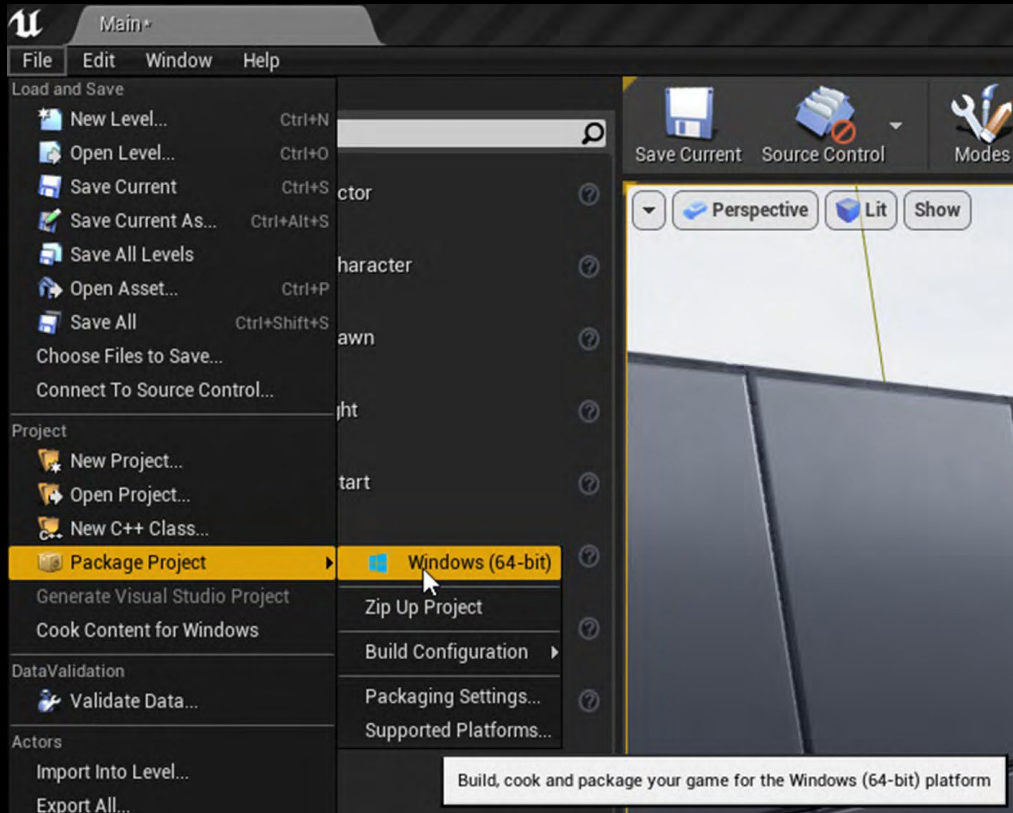 Main*
File Edit Window Help
Load and Save
New Level... Ctrl+N
Open Level... Ctrl+O
Save Current Ctrl+S
Save Current As... Ctrl+Alt+S
Save All Levels
Open Asset... Ctrl+P
Save All Ctrl+Shift+S
Choose Files to Save...
Connect To Source Control...
Project
New Project...
Open Project...
New C++ Class...
Package Project
Generate Visual Studio Project
Cook Content for Windows
DataValidation
Validate Data...
Actors
Import Into Level...
Export All...
ctor
haracter
awn
ght
tart
Windows (64-bit)
Zip Up Project
Build Configuration
Packaging Settings...
Supported Platforms...
Build, cook and package your game for the Windows (64-bit) platform
Save Current Source Control Modes
Perspective Lit Show